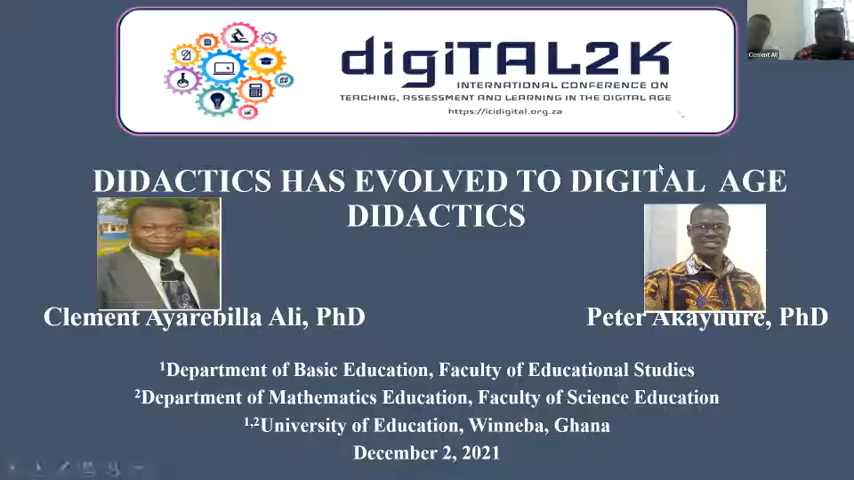 digiTAL2K
INTERNATIONAL CONFERENCE ON
TEACHING, ASSESSMENT AND LEARNING IN THE DIGITAL AGE
https://icidigital.org.za
Clement Ali
DIDACTICS HAS EVOLVED TO DIGITAL AGE
DIDACTICS
Clement Ayarebilla Ali, PhD
Peter Akayuure, PhD
1Department of Basic Education, Faculty of Educational Studies
2Department of Mathematics Education, Faculty of Science Education
1,2University of Education, Winneba, Ghana
December 2, 2021